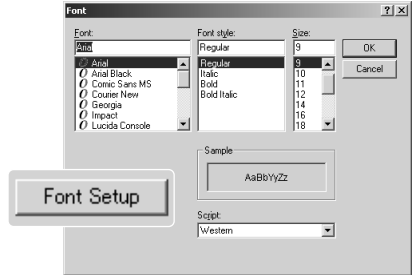 Font
Font: Font style: Size:
Arial Regular 9 OK
Arial Regular 9 Cancel
Arial Black Italic 10
Comic Sans MS Bold 11
Courier New Bold Italic 12
Georgia 14
Impact 16
Lucida Console 18
Sample
AaBbYyZz
Font Setup
Script:
Western